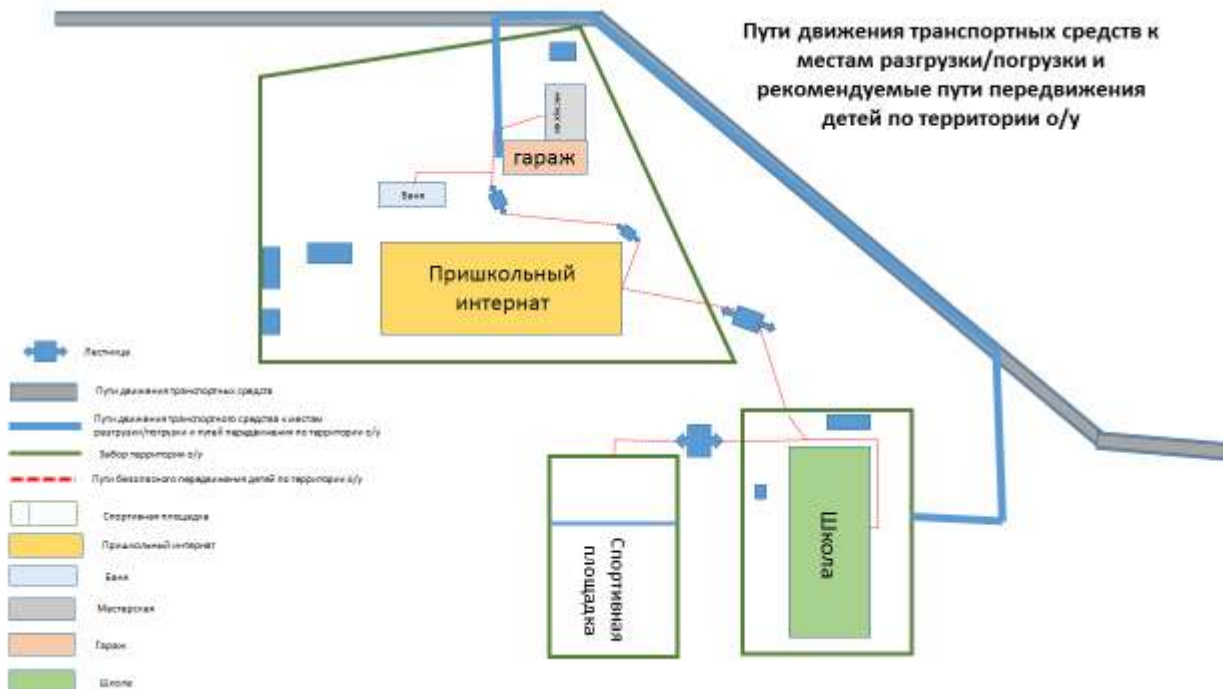 Пути движения транспортных средств к
местам разгрузки/погрузки и
рекомендуемые пути передвижения
детей по территории о/у
гараж
Баня
Пришкольный
интернат
Школа
Спортивная
площадка
Лестница
Пути движения транспортных средств
Пути движения транспортного средства к местам
разгрузки/погрузки и путей передвижения по территории о/у
Забор территории о/у
Пути безопасного передвижения детей по территории о/у
Спортивная площадка
Пришкольный интернат
Баня
Мастерская
Гараж
Школа